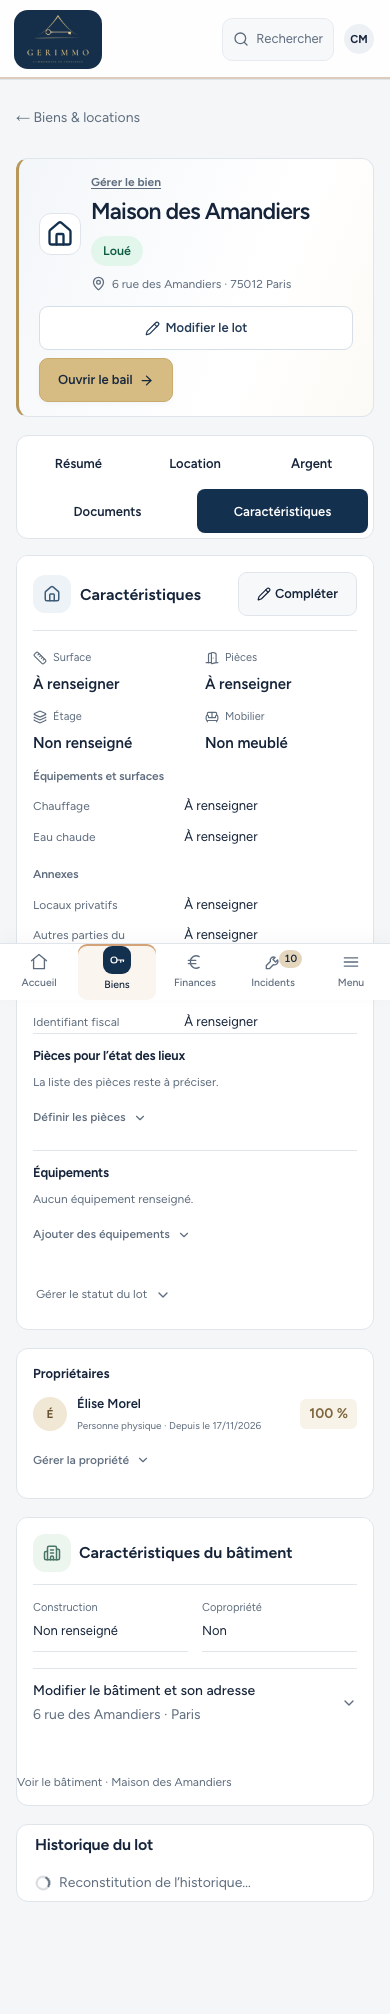 GERIMMO
Rechercher
CM
← Biens & locations
Gérer le bien
Maison des Amandiers
Loué
6 rue des Amandiers · 75012 Paris
Modifier le lot
Ouvrir le bail →
Résumé Location Argent
Documents Caractéristiques
Caractéristiques
Compléter
Surface Pièces
À renseigner À renseigner
Étage Mobilier
Non renseigné Non meublé
Équipements et surfaces
Chauffage À renseigner
Eau chaude À renseigner
Annexes
Locaux privatifs À renseigner
Autres parties du À renseigner
10
Accueil Biens Finances Incidents Menu
Identifiant fiscal À renseigner
Pièces pour l'état des lieux
La liste des pièces reste à préciser.
Définir les pièces
Équipements
Aucun équipement renseigné.
Ajouter des équipements
Gérer le statut du lot
Propriétaires
É
Élise Morel
Personne physique · Depuis le 17/11/2026
100 %
Gérer la propriété
Caractéristiques du bâtiment
Construction Copropriété
Non renseigné Non
Modifier le bâtiment et son adresse
6 rue des Amandiers · Paris
Voir le bâtiment · Maison des Amandiers
Historique du lot
Reconstitution de l'historique…